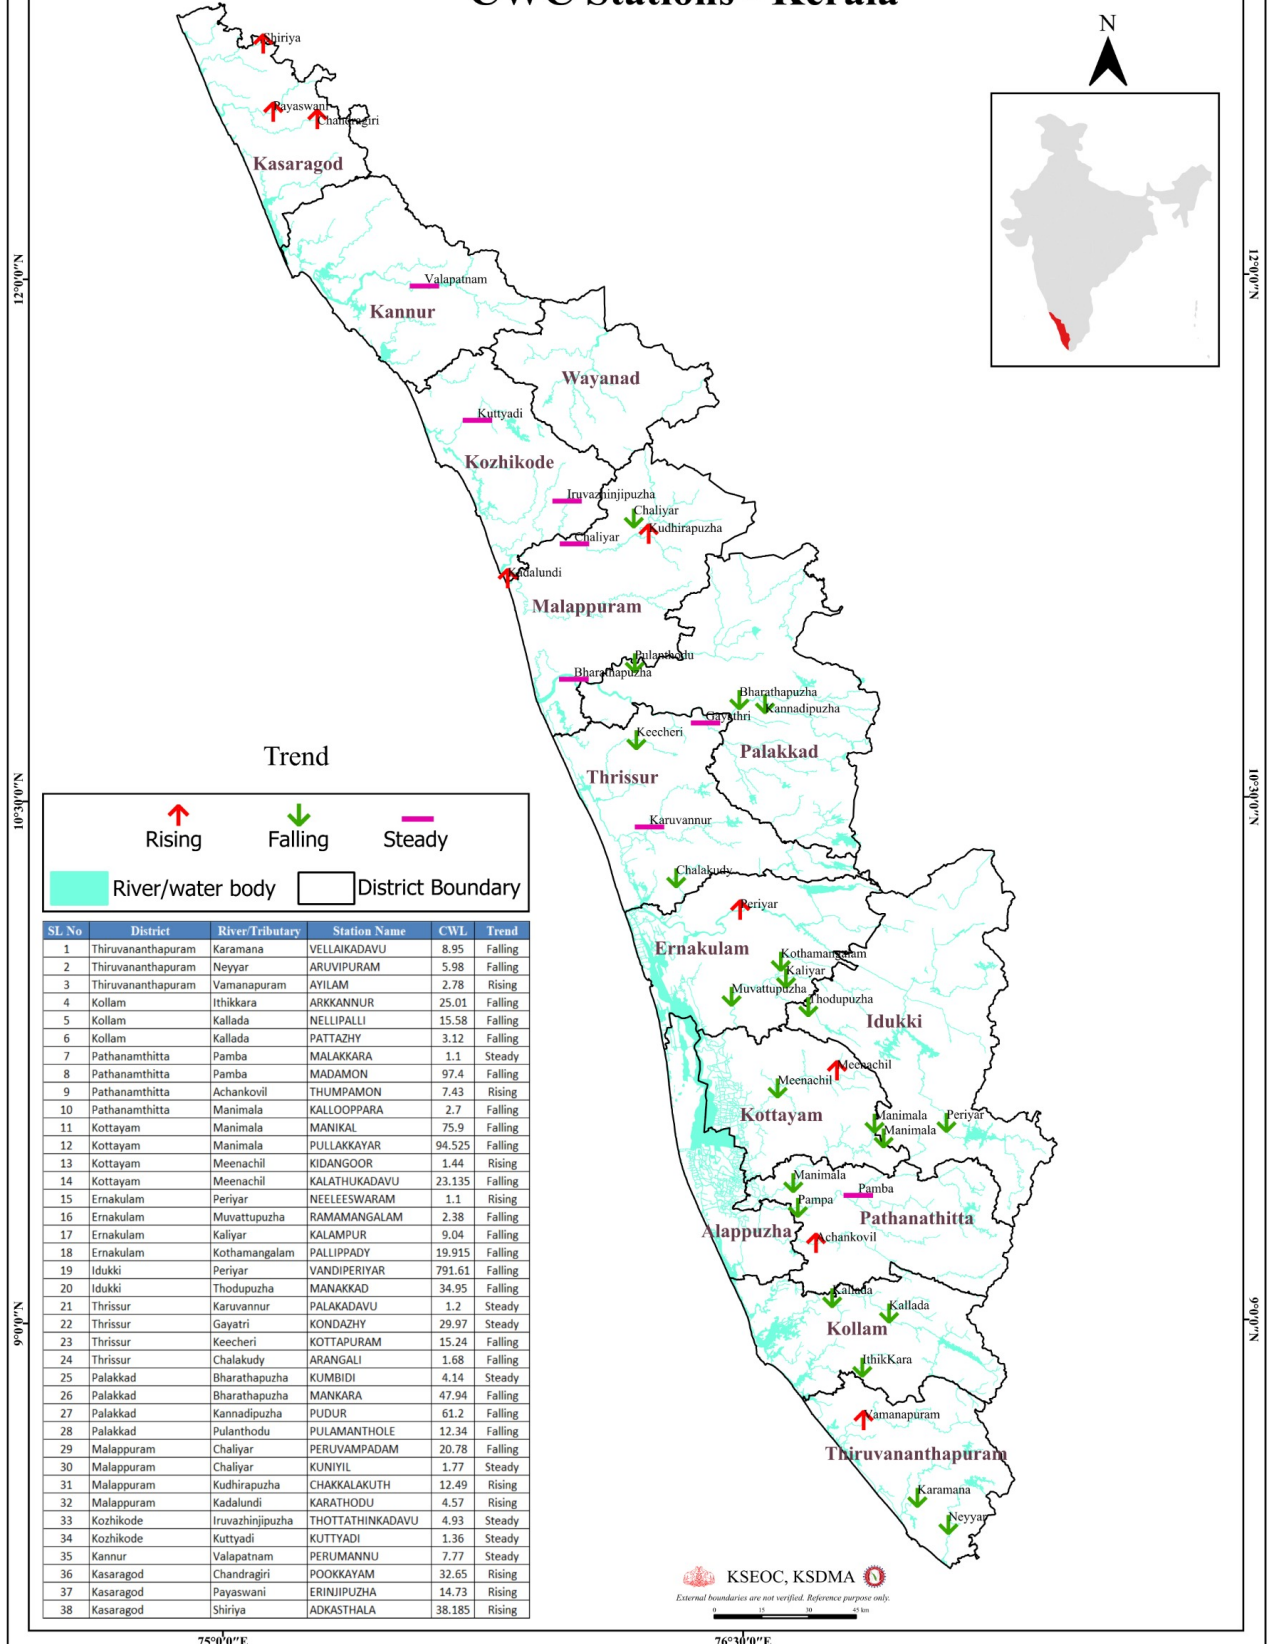 CWC Stations - Kerala
N
Shiriya
Payaswani
Chandragiri
Kasaragod
12°0'0"N
12°0'0"N
Valapatnam
Kannur
Wayanad
Kuttyadi
Kozhikode
Iruvazhinjipuzha
Chaliyar
Kudhirapuzha
Chaliyar
Kadalundi
Malappuram
Pulanthodu
Bharathapuzha
Bharathapuzha
Kannadipuzha
Gayathri
Keecheri
Palakkad
Thrissur
10°30'0"N
10°30'0"N
Karuvannur
Chalakudy
Periyar
Ernakulam
Kothamangalam
Kaliyar
Muvattupuzha
Thodupuzha
Idukki
Meenachil
Meenachil
Kottayam
Manimala
Periyar
Manimala
Manimala
Pamba
Pampa
Pathanathitta
Alappuzha
Achankovil
Kallada
Kallada
Kollam
9°0'0"N
9°0'0"N
IthikKara
Vamanapuram
Thiruvananthapuram
Karamana
Neyyar
Trend
Rising Falling Steady
River/water body District Boundary
SL No District River/Tributary Station Name CWL Trend
1 Thiruvananthapuram Karamana VELLAIKADAVU 8.95 Falling
2 Thiruvananthapuram Neyyar ARUVIPURAM 5.98 Falling
3 Thiruvananthapuram Vamanapuram AYILAM 2.78 Rising
4 Kollam Ithikkara ARKKANNUR 25.01 Falling
5 Kollam Kallada NELLIPALLI 15.58 Falling
6 Kollam Kallada PATTAZHY 3.12 Falling
7 Pathanamthitta Pamba MALAKKARA 1.1 Steady
8 Pathanamthitta Pamba MADAMON 97.4 Falling
9 Pathanamthitta Achankovil THUMPAMON 7.43 Rising
10 Pathanamthitta Manimala KALLOOPPARA 2.7 Falling
11 Kottayam Manimala MANIKAL 75.9 Falling
12 Kottayam Manimala PULLAKKAYAR 94.525 Falling
13 Kottayam Meenachil KIDANGOOR 1.44 Rising
14 Kottayam Meenachil KALATHUKADAVU 23.135 Falling
15 Ernakulam Periyar NEELEESWARAM 1.1 Rising
16 Ernakulam Muvattupuzha RAMAMANGALAM 2.38 Falling
17 Ernakulam Kaliyar KALAMPUR 9.04 Falling
18 Ernakulam Kothamangalam PALLIPPADY 19.915 Falling
19 Idukki Periyar VANDIPERIYAR 791.61 Falling
20 Idukki Thodupuzha MANAKKAD 34.95 Falling
21 Thrissur Karuvannur PALAKADAVU 1.2 Steady
22 Thrissur Gayatri KONDAZHY 29.97 Steady
23 Thrissur Keecheri KOTTAPURAM 15.24 Falling
24 Thrissur Chalakudy ARANGALI 1.68 Falling
25 Palakkad Bharathapuzha KUMBIDI 4.14 Steady
26 Palakkad Bharathapuzha MANKARA 47.94 Falling
27 Palakkad Kannadipuzha PUDUR 61.2 Falling
28 Palakkad Pulanthodu PULAMANTHOLE 12.34 Falling
29 Malappuram Chaliyar PERUVAMPADAM 20.78 Falling
30 Malappuram Chaliyar KUNIYIL 1.77 Steady
31 Malappuram Kudhirapuzha CHAKKALAKUTH 12.49 Rising
32 Malappuram Kadalundi KARATHODU 4.57 Rising
33 Kozhikode Iruvazhinjipuzha THOTTATHINKADAVU 4.93 Steady
34 Kozhikode Kuttyadi KUTTYADI 1.36 Steady
35 Kannur Valapatnam PERUMANNU 7.77 Steady
36 Kasaragod Chandragiri POOKKAYAM 32.65 Rising
37 Kasaragod Payaswani ERINJIPUZHA 14.73 Rising
38 Kasaragod Shiriya ADKASTHALA 38.185 Rising
KSEOC, KSDMA
External boundaries are not verified. Reference purpose only.
0 15 30 45 km
75°0'0"E 76°30'0"E